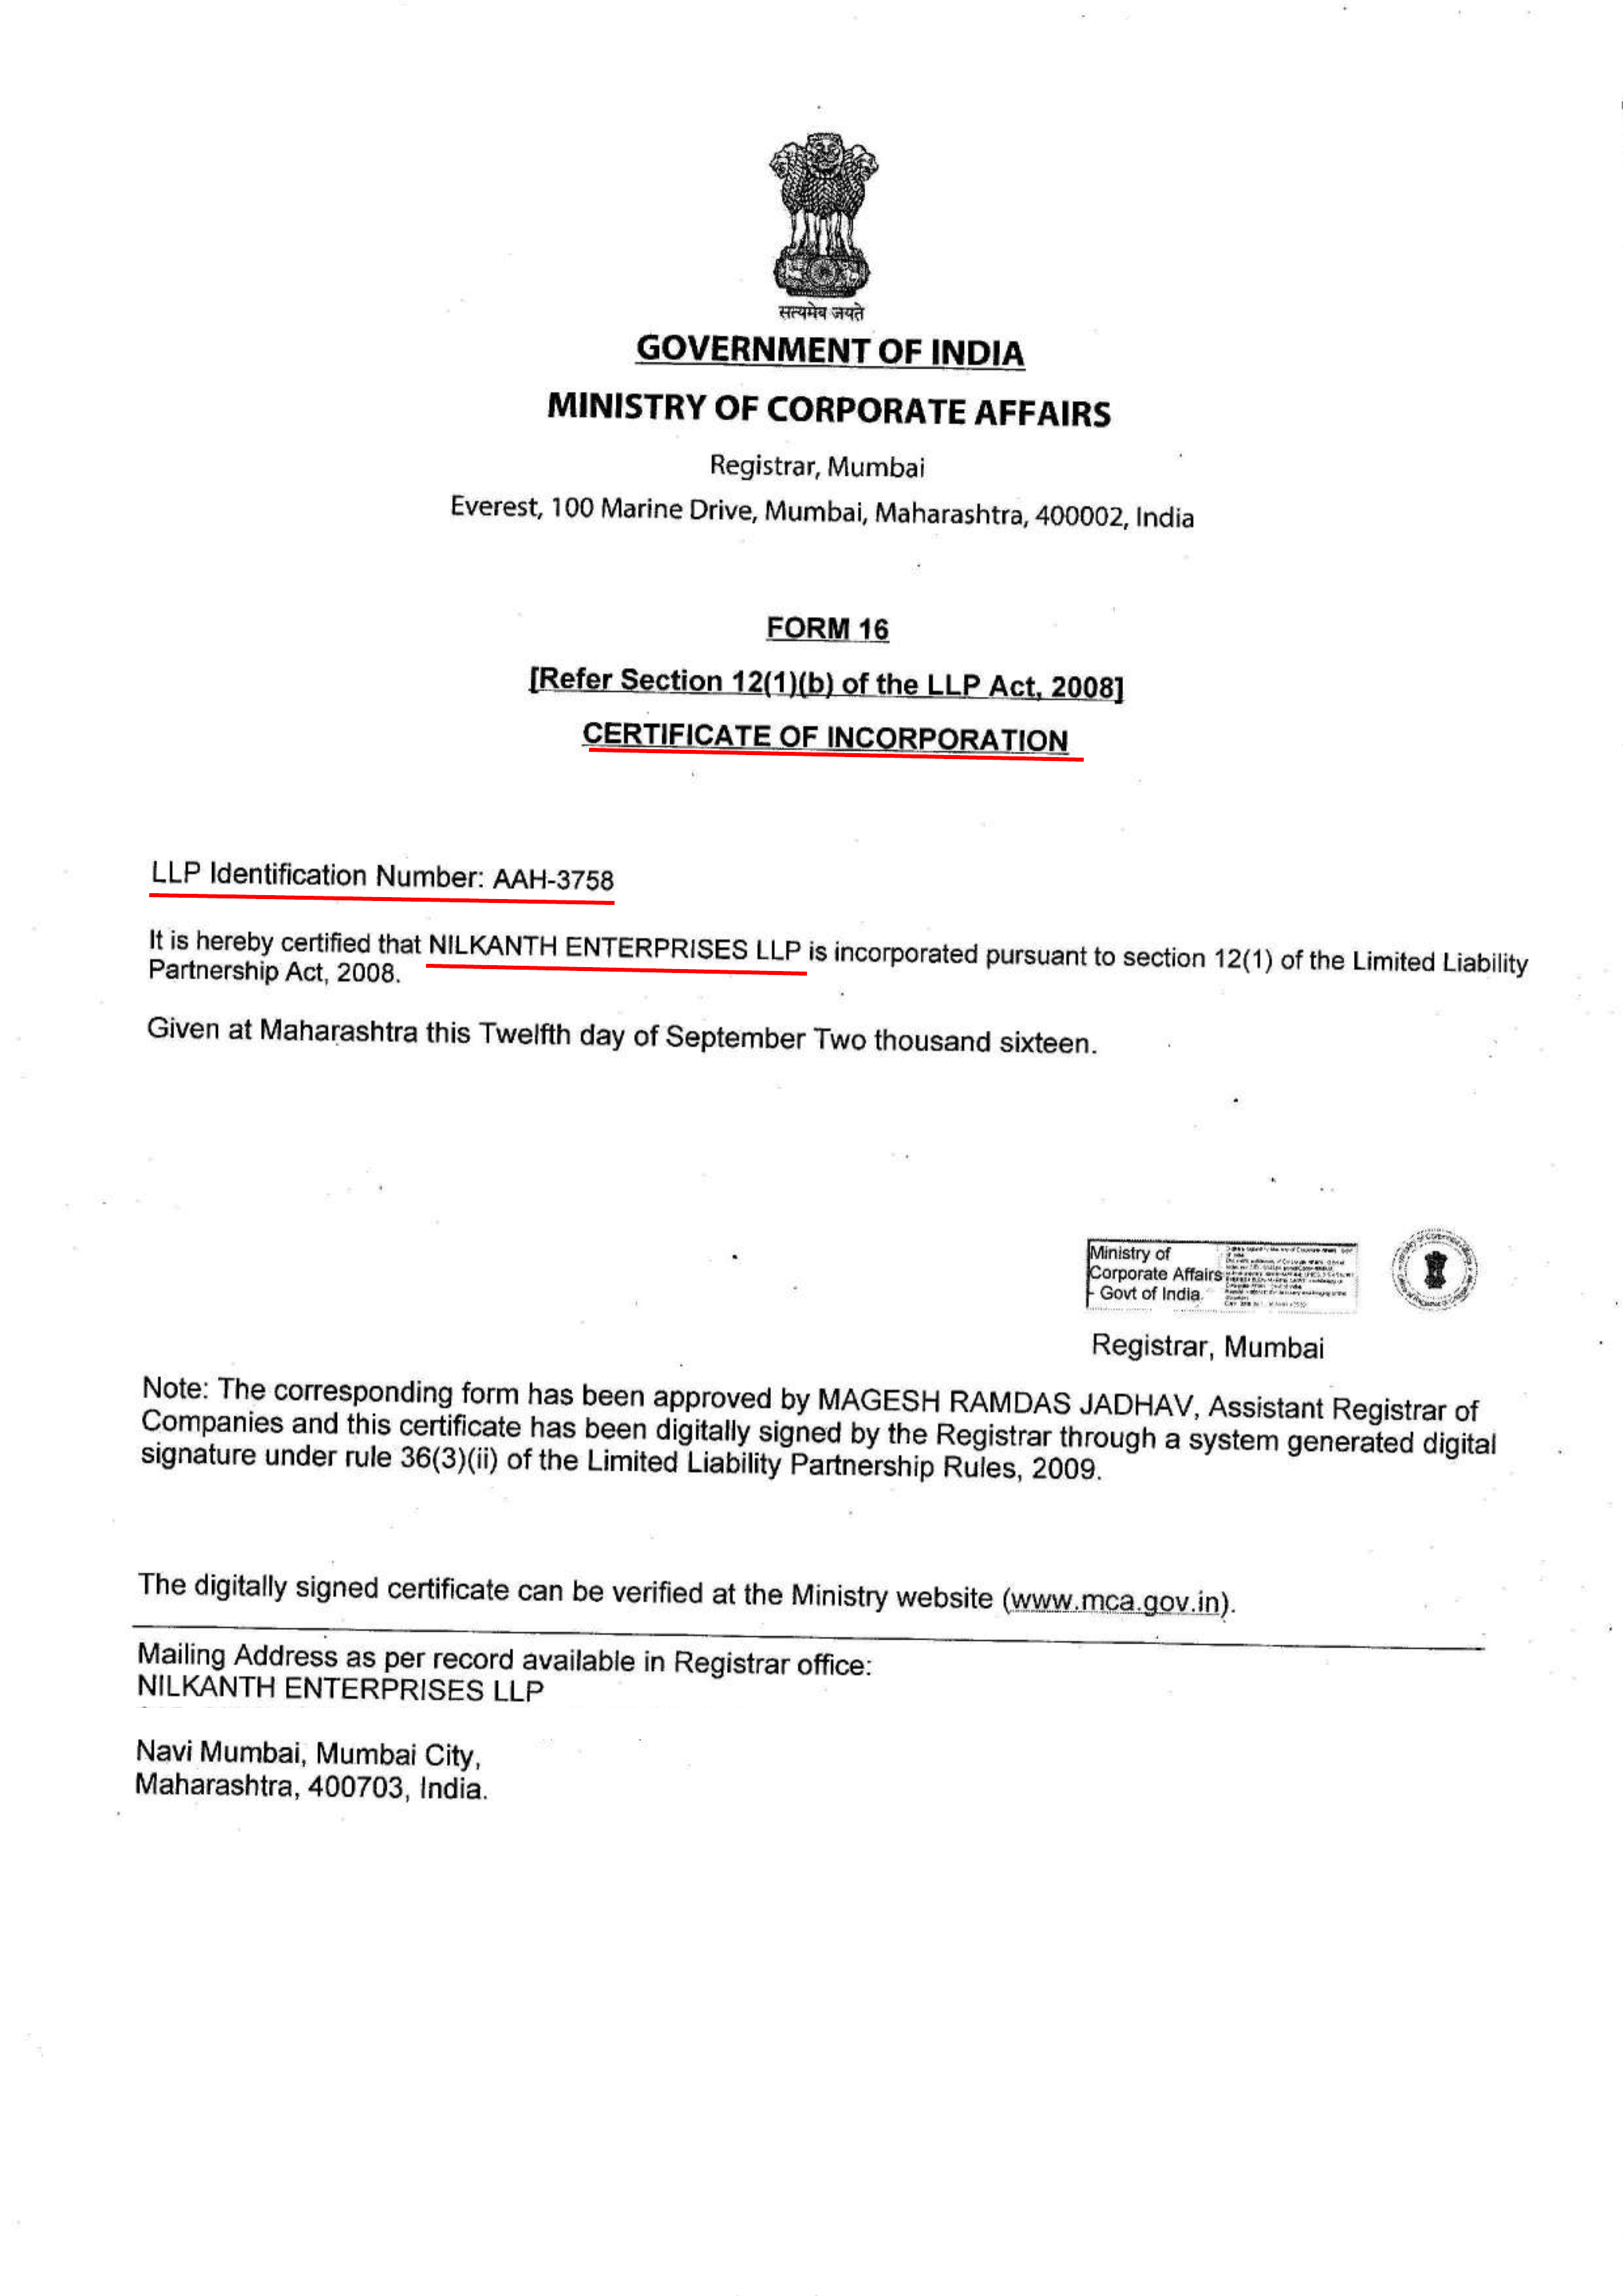 सत्यमेव जयते
GOVERNMENT OF INDIA
MINISTRY OF CORPORATE AFFAIRS
Registrar, Mumbai
Everest, 100 Marine Drive, Mumbai, Maharashtra, 400002, India
FORM 16
[Refer Section 12(1)(b) of the LLP Act, 2008]
CERTIFICATE OF INCORPORATION
LLP Identification Number: AAH-3758
It is hereby certified that NILKANTH ENTERPRISES LLP is incorporated pursuant to section 12(1) of the Limited Liability
Partnership Act, 2008.
Given at Maharashtra this Twelfth day of September Two thousand sixteen.
Ministry of
Corporate Affairs
- Govt of India
Registrar, Mumbai
Note: The corresponding form has been approved by MAGESH RAMDAS JADHAV, Assistant Registrar of
Companies and this certificate has been digitally signed by the Registrar through a system generated digital
signature under rule 36(3)(ii) of the Limited Liability Partnership Rules, 2009.
The digitally signed certificate can be verified at the Ministry website (www.mca.gov.in).
Mailing Address as per record available in Registrar office:
NILKANTH ENTERPRISES LLP
Navi Mumbai, Mumbai City,
Maharashtra, 400703, India.